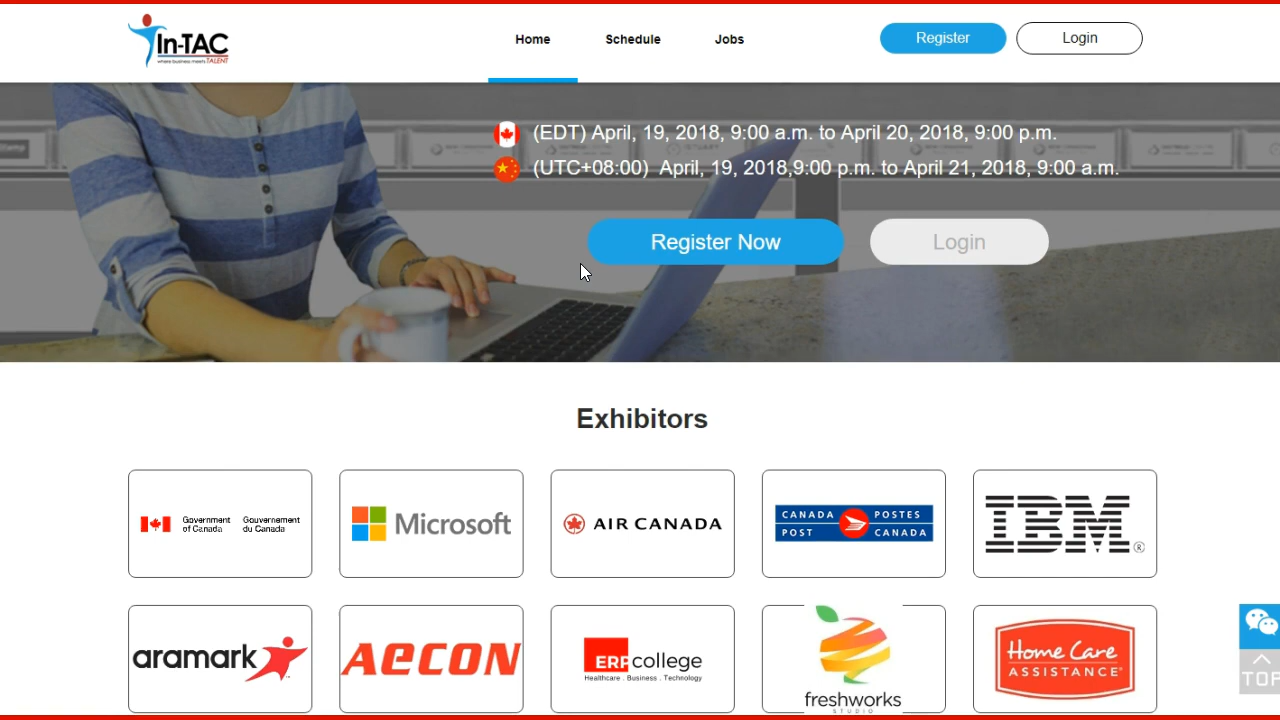 In-TAC
where business meets TALENT
Home
Schedule
Jobs
Register
Login
(EDT) April, 19, 2018, 9:00 a.m. to April 20, 2018, 9:00 p.m.
(UTC+08:00) April, 19, 2018,9:00 p.m. to April 21, 2018, 9:00 a.m.
Register Now
Login
Exhibitors
Government of Canada
Gouvernement du Canada
Microsoft
AIR CANADA
CANADA POSTES
POST CANADA
IBM®
aramark
AECON
ERP college
Healthcare . Business . Technology
freshworks
STUDIO
Home Care
ASSISTANCE
TOP